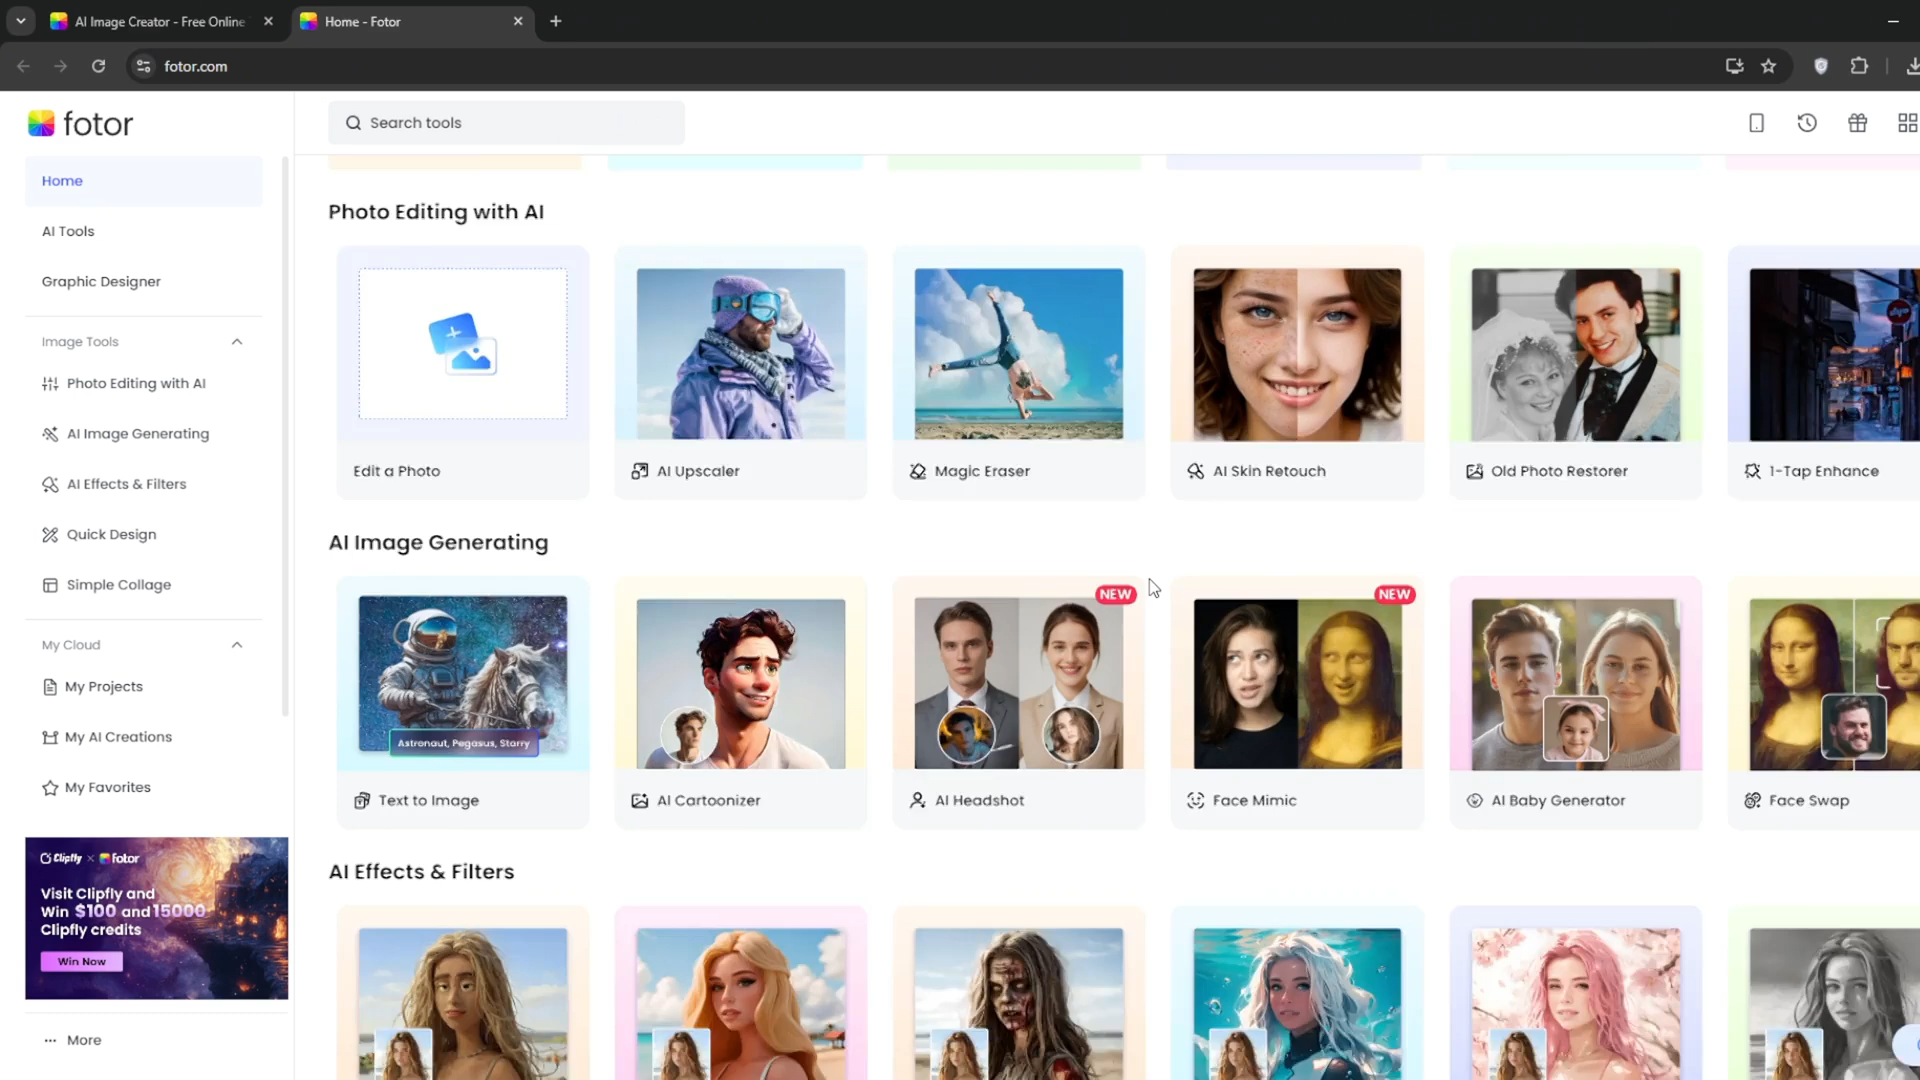 AI Image Creator - Free Online
Home - Fotor
fotor.com
fotor
Search tools
Home
AI Tools
Graphic Designer
Image Tools
Photo Editing with AI
AI Image Generating
AI Effects & Filters
Quick Design
Simple Collage
My Cloud
My Projects
My AI Creations
My Favorites
Clipfly × fotor
Visit Clipfly and
Win $100 and 15000
Clipfly credits
Win Now
More
Photo Editing with AI
Edit a Photo
AI Upscaler
Magic Eraser
AI Skin Retouch
Old Photo Restorer
1-Tap Enhance
AI Image Generating
NEW
NEW
Astronaut, Pegasus, Starry
Text to Image
AI Cartoonizer
AI Headshot
Face Mimic
AI Baby Generator
Face Swap
AI Effects & Filters